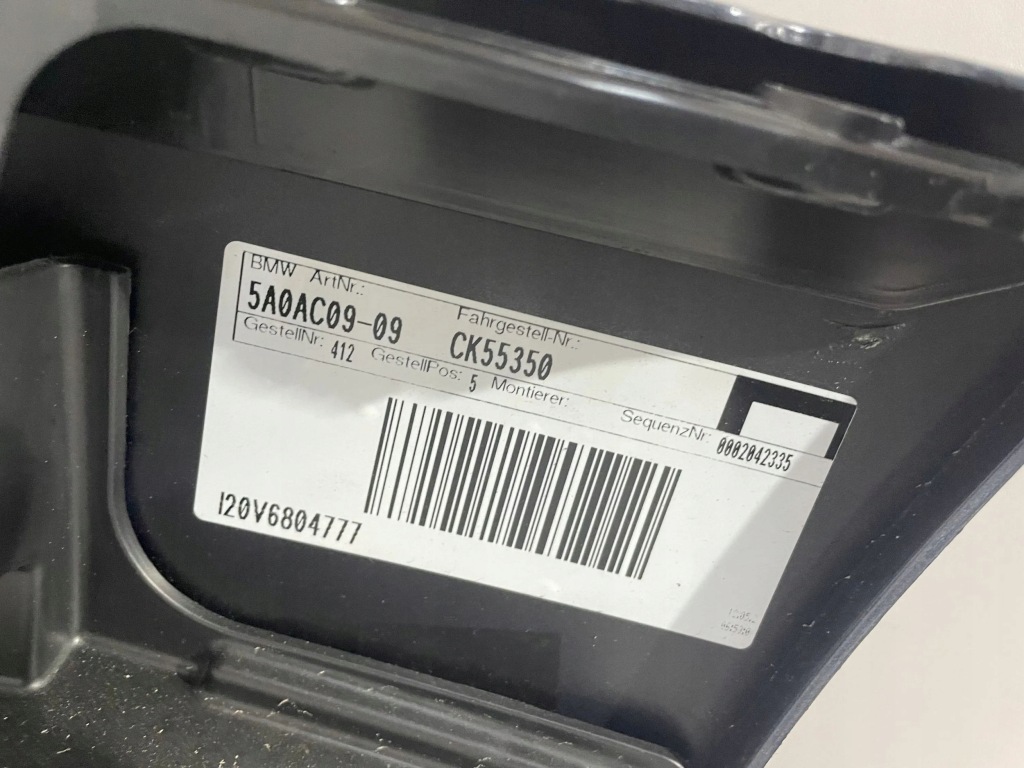 BMW ArtNr.: Fahrgestell-Nr.:
5A0AC09-09 CK55350
GestellNr: 412 GestellPos: 5 Montierer: SequenzNr: 0002042335
I20V6804777